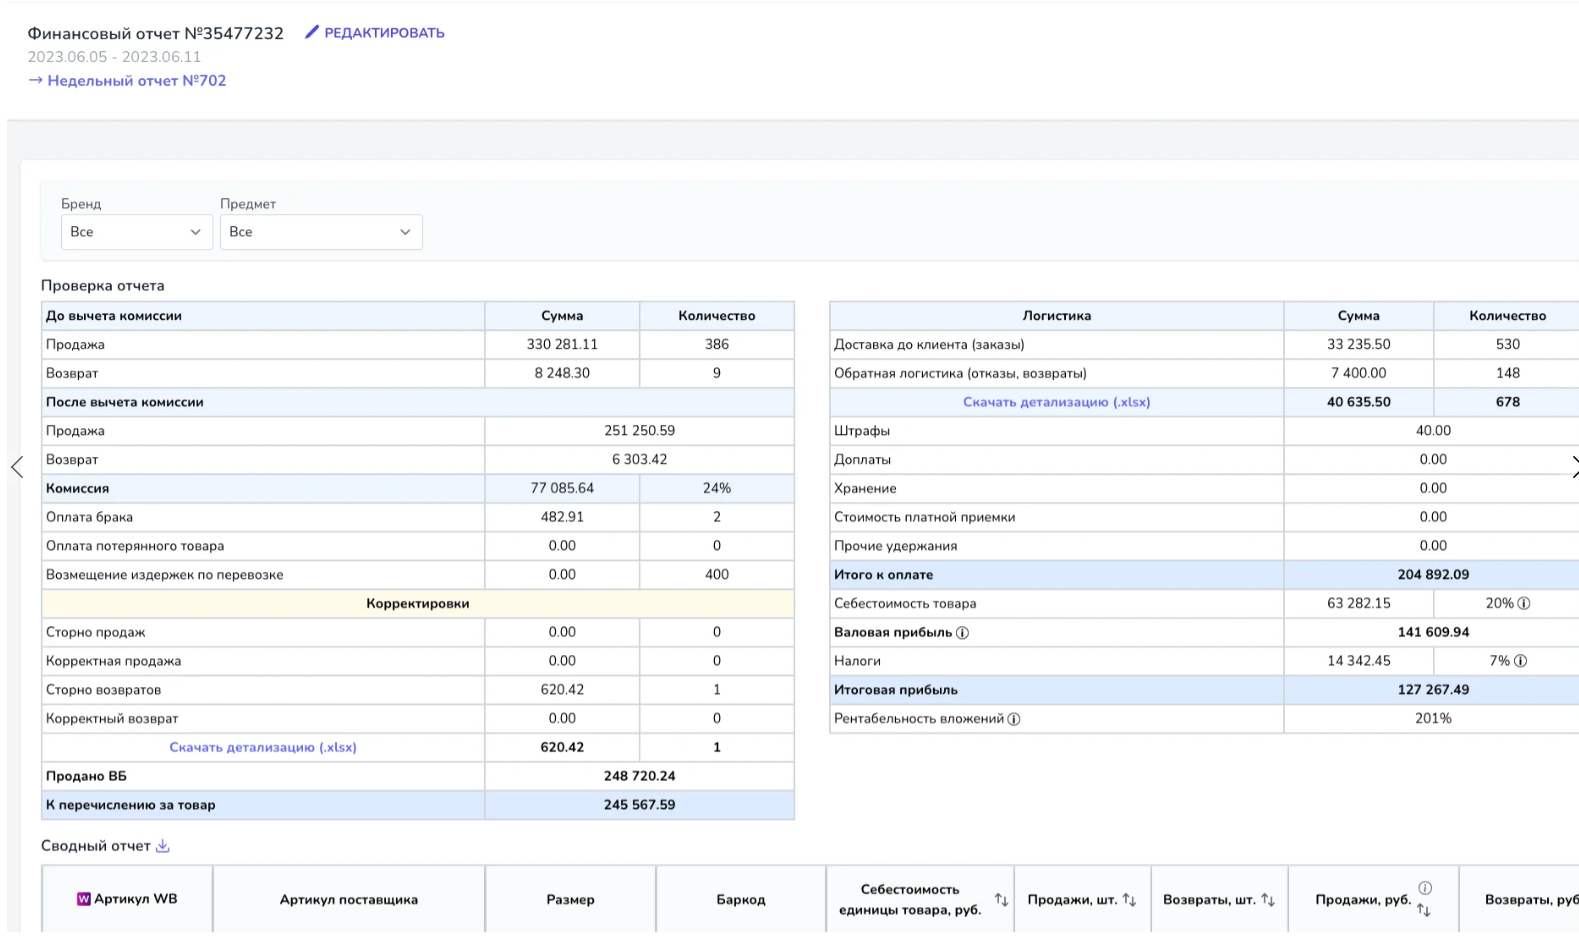 Финансовый отчет №35477232 РЕДАКТИРОВАТЬ
2023.06.05 - 2023.06.11
→ Недельный отчет №702
Бренд Предмет
Все Все
Проверка отчета
До вычета комиссии Сумма Количество
Продажа 330 281.11 386
Возврат 8 248.30 9
После вычета комиссии
Продажа 251 250.59
Возврат 6 303.42
Комиссия 77 085.64 24%
Оплата брака 482.91 2
Оплата потерянного товара 0.00 0
Возмещение издержек по перевозке 0.00 400
Корректировки
Сторно продаж 0.00 0
Корректная продажа 0.00 0
Сторно возвратов 620.42 1
Корректный возврат 0.00 0
Скачать детализацию (.xlsx) 620.42 1
Продано ВБ 248 720.24
К перечислению за товар 245 567.59
Логистика Сумма Количество
Доставка до клиента (заказы) 33 235.50 530
Обратная логистика (отказы, возвраты) 7 400.00 148
Скачать детализацию (.xlsx) 40 635.50 678
Штрафы 40.00
Доплаты 0.00
Хранение 0.00
Стоимость платной приемки 0.00
Прочие удержания 0.00
Итого к оплате 204 892.09
Себестоимость товара 63 282.15 20%
Валовая прибыль 141 609.94
Налоги 14 342.45 7%
Итоговая прибыль 127 267.49
Рентабельность вложений 201%
Сводный отчет
W Артикул WB Артикул поставщика Размер Баркод Себестоимость единицы товара, руб. Продажи, шт. Возвраты, шт. Продажи, руб. Возвраты, руб